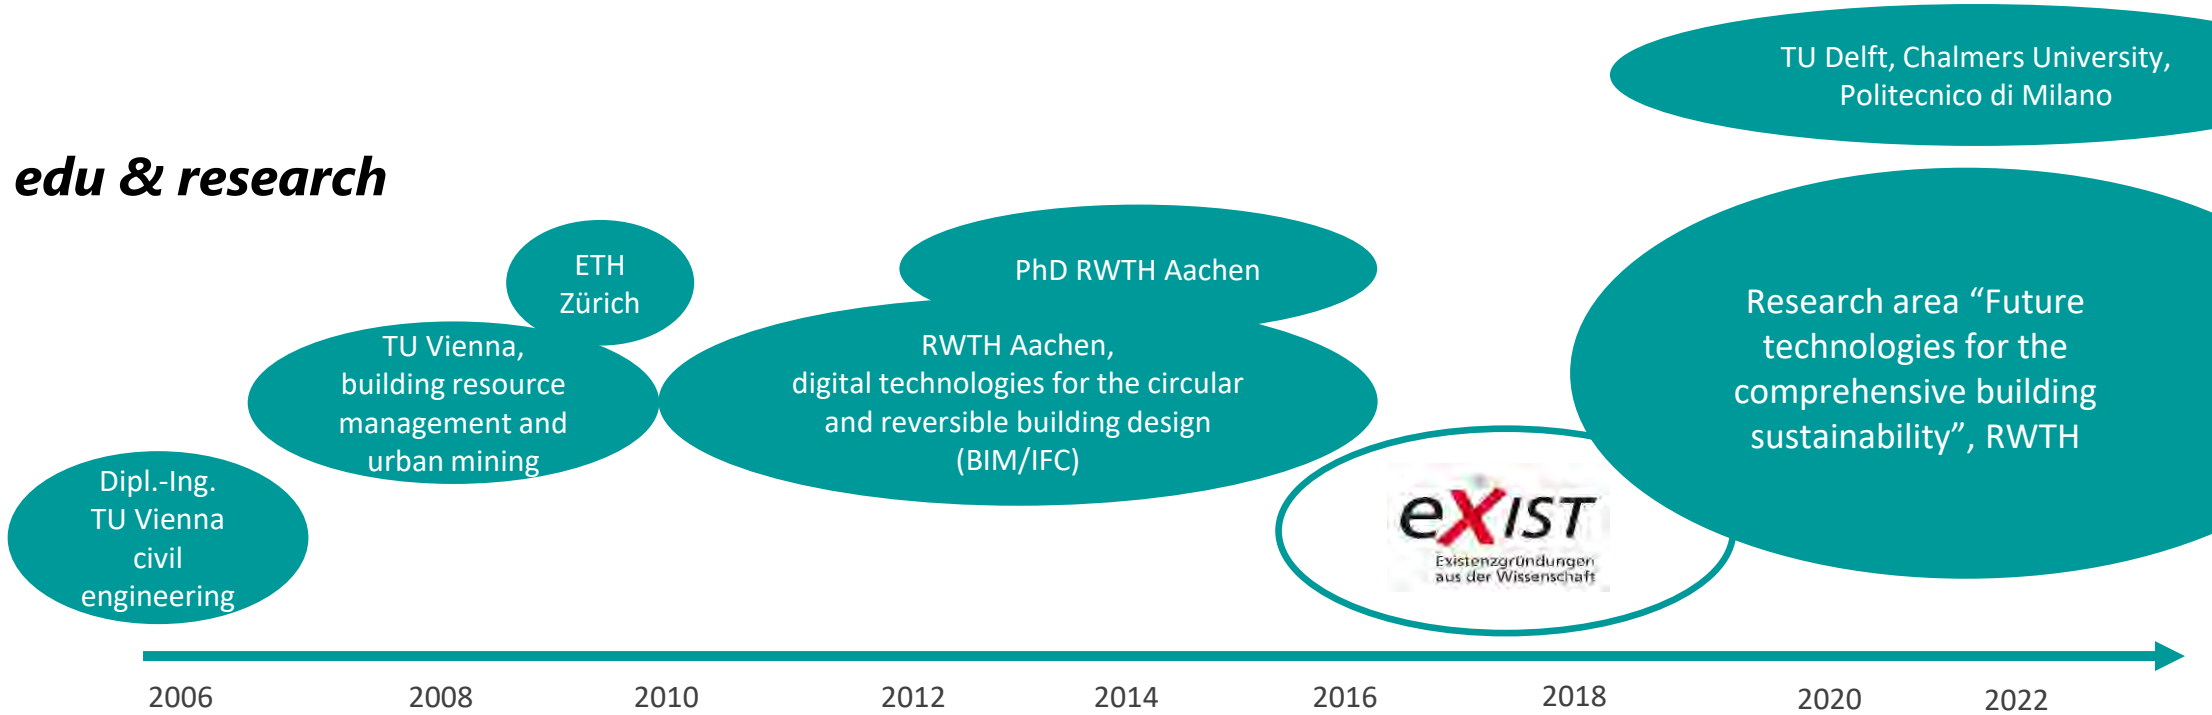 TU Delft, Chalmers University,
Politecnico di Milano
edu & research
ETH
Zürich
PhD RWTH Aachen
Research area “Future
technologies for the
comprehensive building
sustainability”, RWTH
TU Vienna,
building resource
management and
urban mining
RWTH Aachen,
digital technologies for the circular
and reversible building design
(BIM/IFC)
Dipl.-Ing.
TU Vienna
civil
engineering
eXIST
Existenzgründungen
aus der Wissenschaft
2006 2008 2010 2012 2014 2016 2018 2020 2022